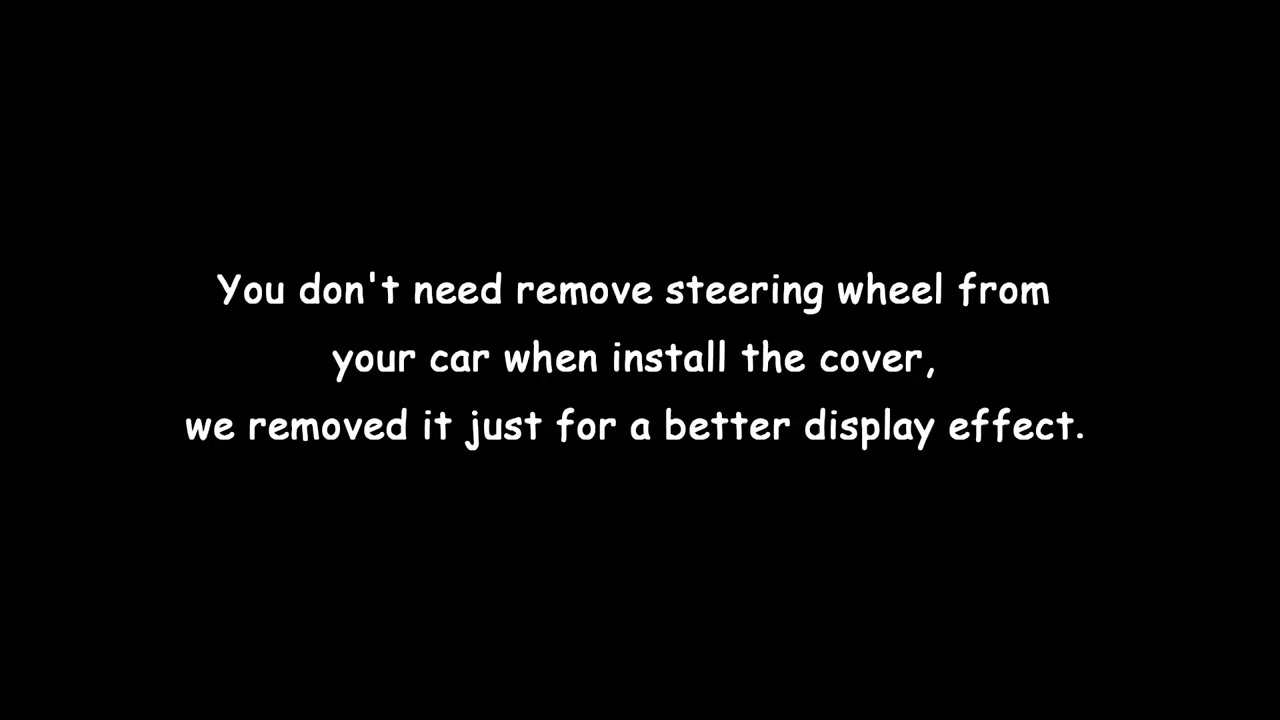 You don't need remove steering wheel from
your car when install the cover,
we removed it just for a better display effect.